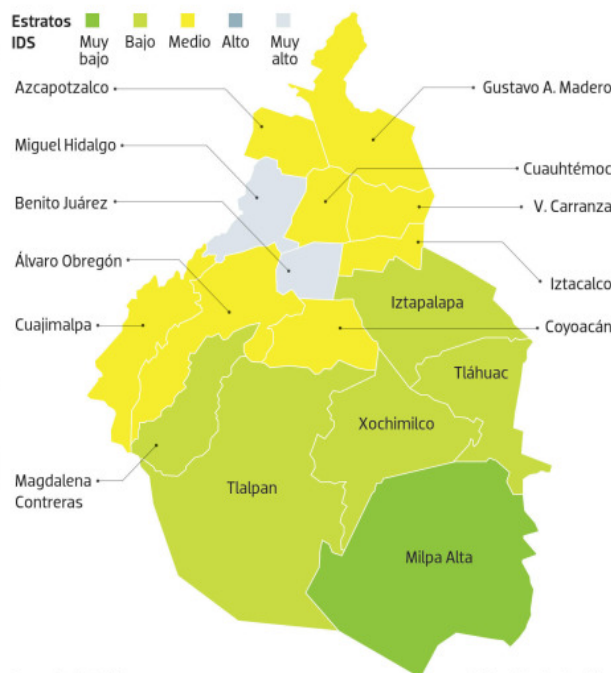 Estratos
IDS
Muy bajo
Bajo
Medio
Alto
Muy alto
Azcapotzalco
Gustavo A. Madero
Miguel Hidalgo
Cuauhtémoc
Benito Juárez
V. Carranza
Álvaro Obregón
Iztacalco
Iztapalapa
Cuajimalpa
Coyoacán
Tláhuac
Xochimilco
Magdalena
Contreras
Tlalpan
Milpa Alta